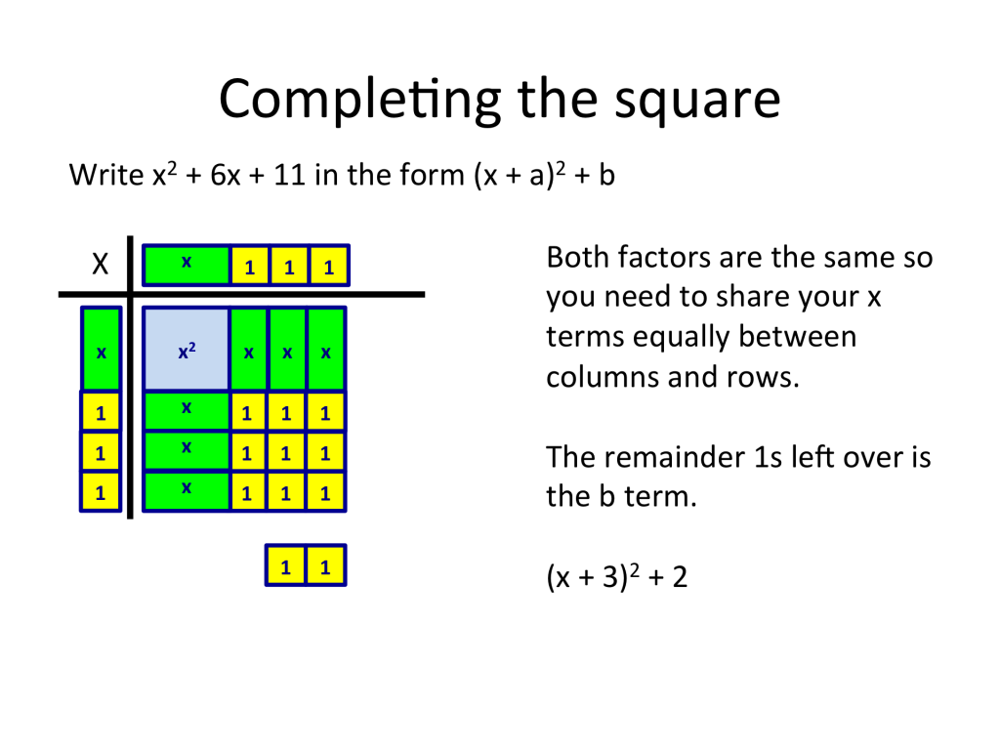 Completing the square
Write x² + 6x + 11 in the form (x + a)² + b
X x 1 1 1
x x² x x x
1 x 1 1 1
1 x 1 1 1
1 x 1 1 1
1 1
Both factors are the same so
you need to share your x
terms equally between
columns and rows.
The remainder 1s left over is
the b term.
(x + 3)² + 2